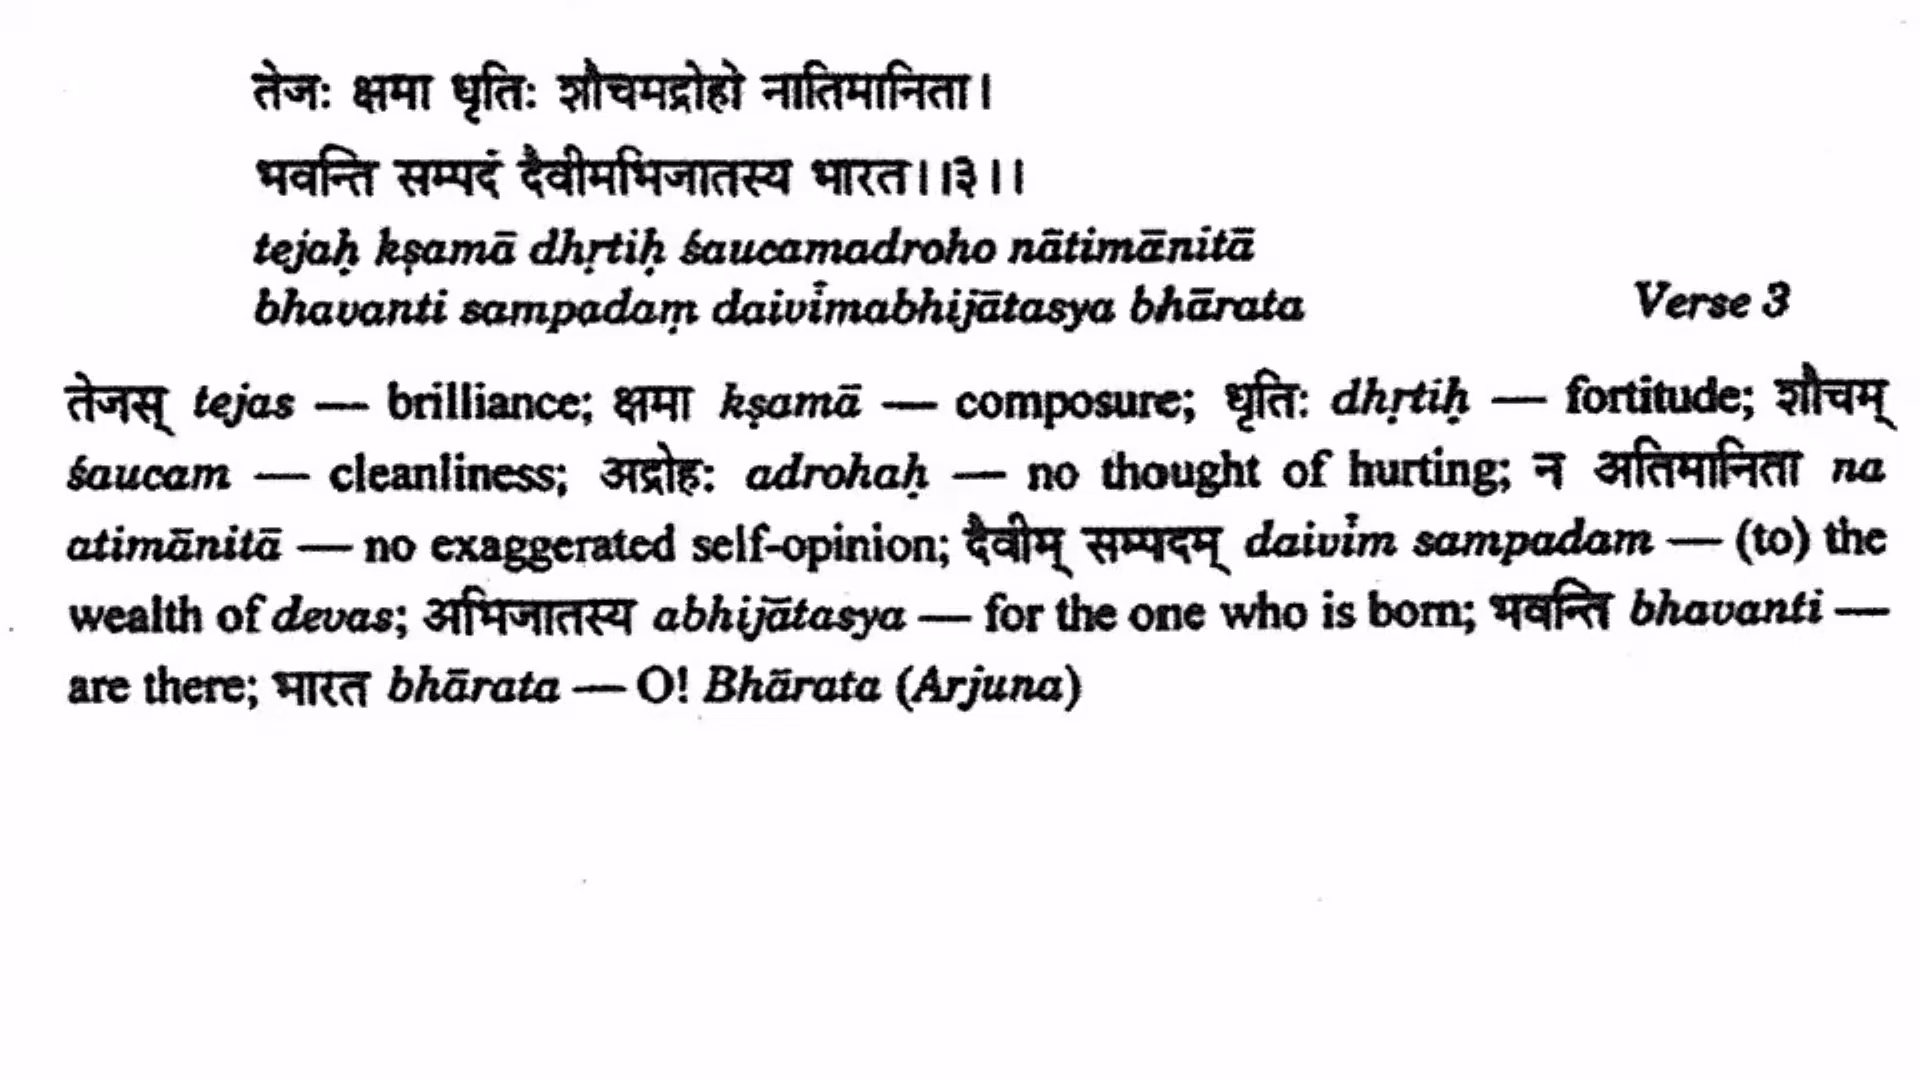 तेजः क्षमा धृतिः शौचमद्रोहो नातिमानिता।
भवन्ति सम्पदं दैवीमभिजातस्य भारत।।३।।
tejaḥ kṣamā dhṛtiḥ śaucamadroho nātimānitā
bhavanti sampadaṃ daivīmabhijātasya bhārata Verse 3
तेजस् tejas — brilliance; क्षमा kṣamā — composure; धृतिः dhṛtiḥ — fortitude; शौचम्
śaucam — cleanliness; अद्रोहः adrohaḥ — no thought of hurting; न अतिमानिता na
atimānitā — no exaggerated self-opinion; दैवीम् सम्पदम् daivīm sampadam — (to) the
wealth of devas; अभिजातस्य abhijātasya — for the one who is born; भवन्ति bhavanti —
are there; भारत bhārata — O! Bhārata (Arjuna)